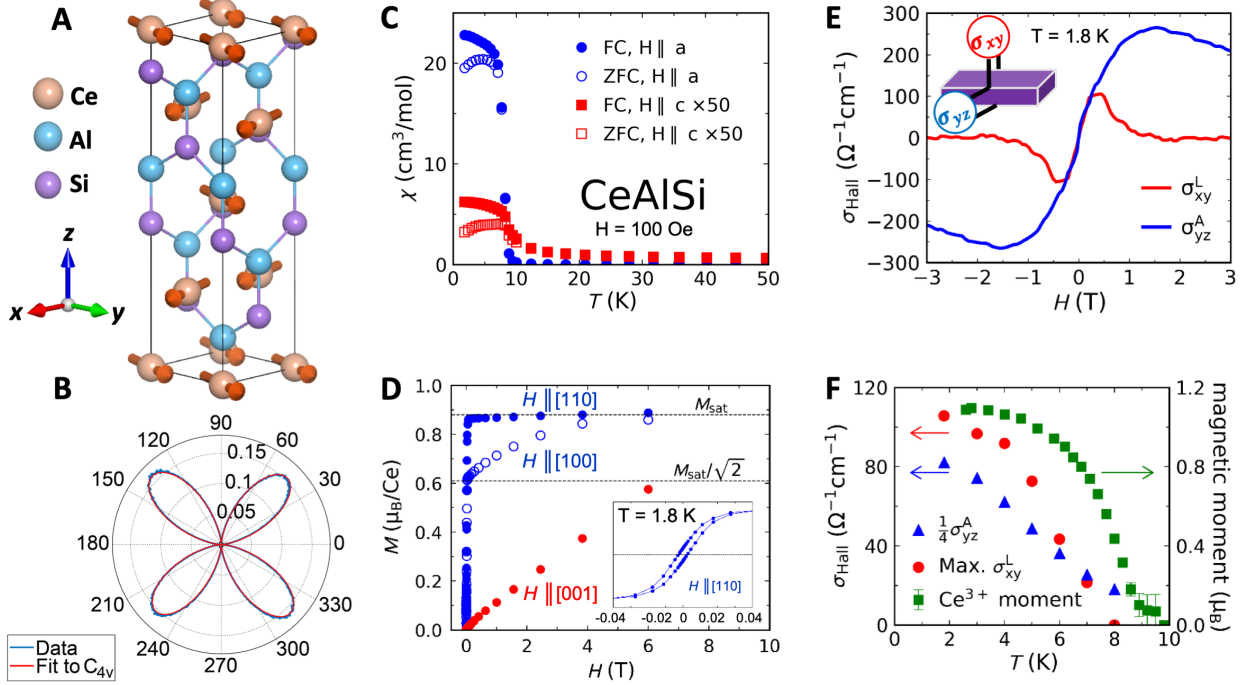 A
Ce
Al
Si
z
x
y
B
90
120
60
0.15
150
0.1
30
0.05
180
0
210
330
240
300
270
Data
Fit to C4v
C
χ (cm³/mol)
20
10
0
FC, H ∥ a
ZFC, H ∥ a
FC, H ∥ c ×50
ZFC, H ∥ c ×50
CeAlSi
H = 100 Oe
0 10 20 30 40 50
T (K)
D
M (μB/Ce)
1.0
0.8
0.6
0.4
0.2
0.0
H ∥ [110]
Msat
H ∥ [100]
Msat/√2
H ∥ [001]
T = 1.8 K
H ∥ [110]
-0.04 -0.02 0 0.02 0.04
0 2 4 6 8 10
H (T)
E
σHall (Ω⁻¹cm⁻¹)
300
200
100
0
−100
−200
−300
σxy
σyz
T = 1.8 K
σᴸxy
σᴬyz
−3 −2 −1 0 1 2 3
H (T)
F
σHall (Ω⁻¹cm⁻¹)
120
100
80
60
40
20
0
¼σᴬyz
Max. σᴸxy
Ce³⁺ moment
1.2
0.8
0.4
0.0
magnetic moment (μB)
0 2 4 6 8 10
T (K)